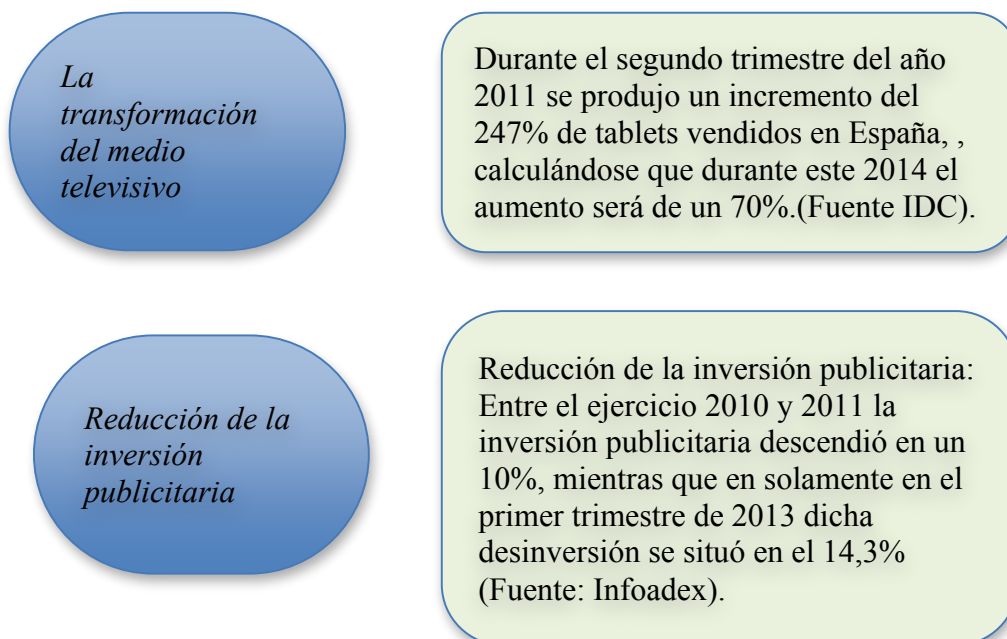 La
transformación
del medio
televisivo
Durante el segundo trimestre del año
2011 se produjo un incremento del
247% de tablets vendidos en España, ,
calculándose que durante este 2014 el
aumento será de un 70%.(Fuente IDC).
Reducción de la
inversión
publicitaria
Reducción de la inversión publicitaria:
Entre el ejercicio 2010 y 2011 la
inversión publicitaria descendió en un
10%, mientras que en solamente en el
primer trimestre de 2013 dicha
desinversión se situó en el 14,3%
(Fuente: Infoadex).